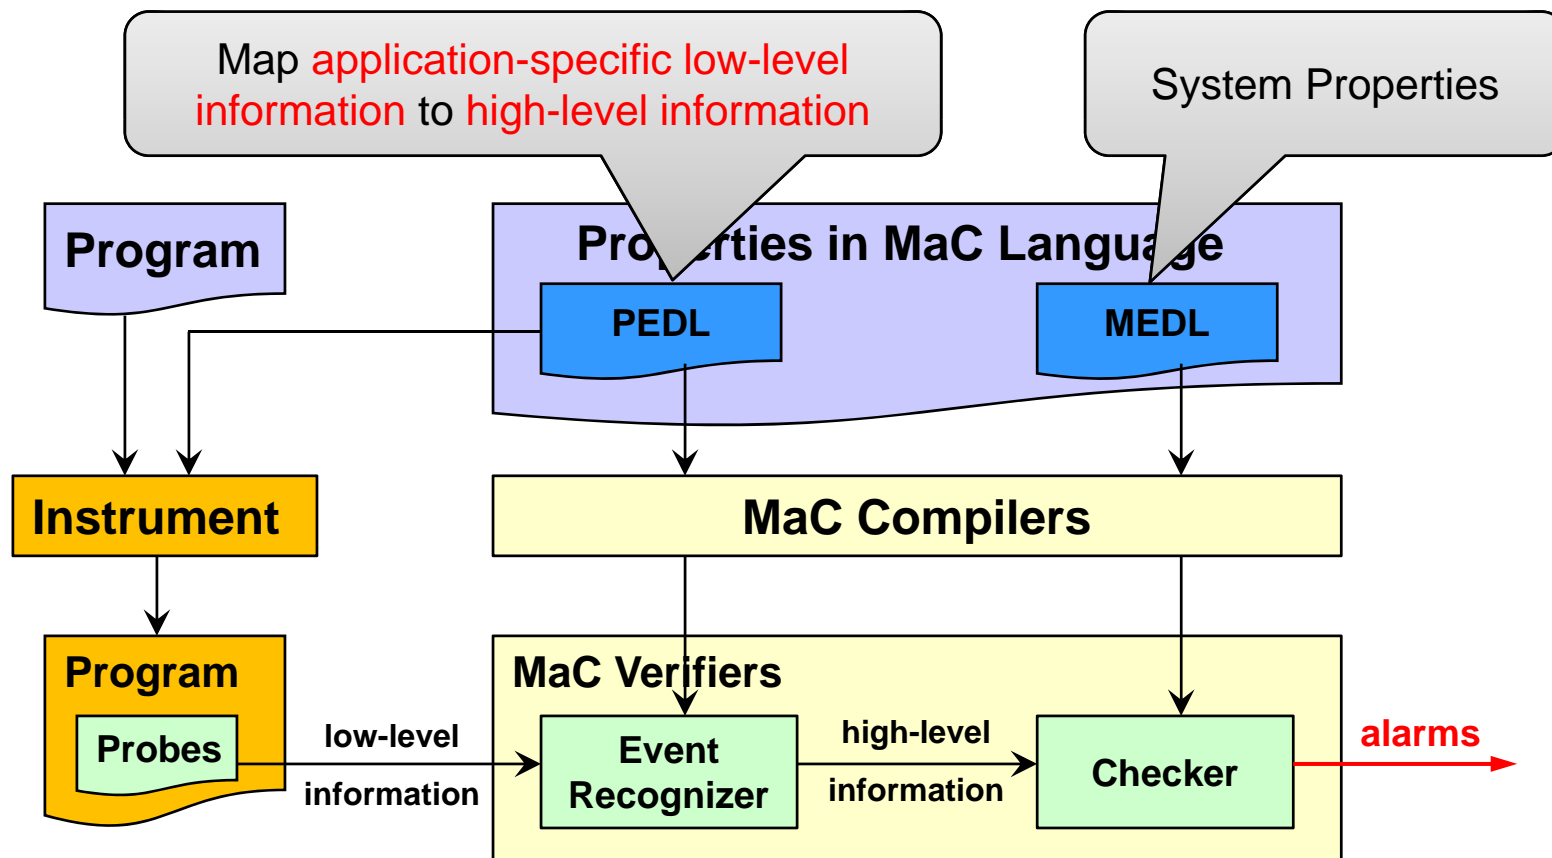 Map application-specific low-level
information to high-level information
System Properties
Program
Properties in MaC Language
PEDL
MEDL
Instrument
MaC Compilers
Program
MaC Verifiers
Probes
low-level
information
Event
Recognizer
high-level
information
Checker
alarms